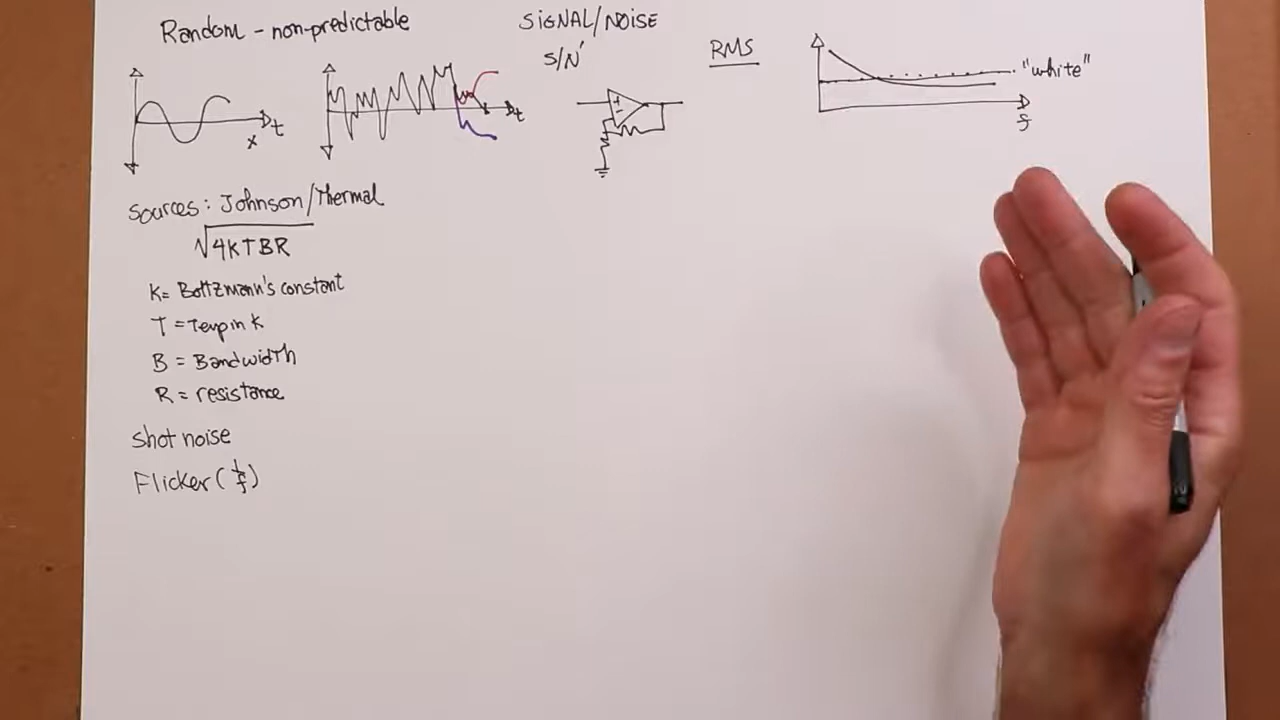 Random - non-predictable
SIGNAL/NOISE
S/N
RMS
"white"
t
x
t
+
-
f
Sources: Johnson/Thermal
√4KTBR
K= Boltzmann's constant
T = Temp in K
B = Bandwidth
R = resistance
Shot noise
Flicker (1/f)